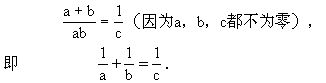 (a + b)/ab = 1/c (因为a，b，c都不为零)，
即 1/a + 1/b = 1/c.